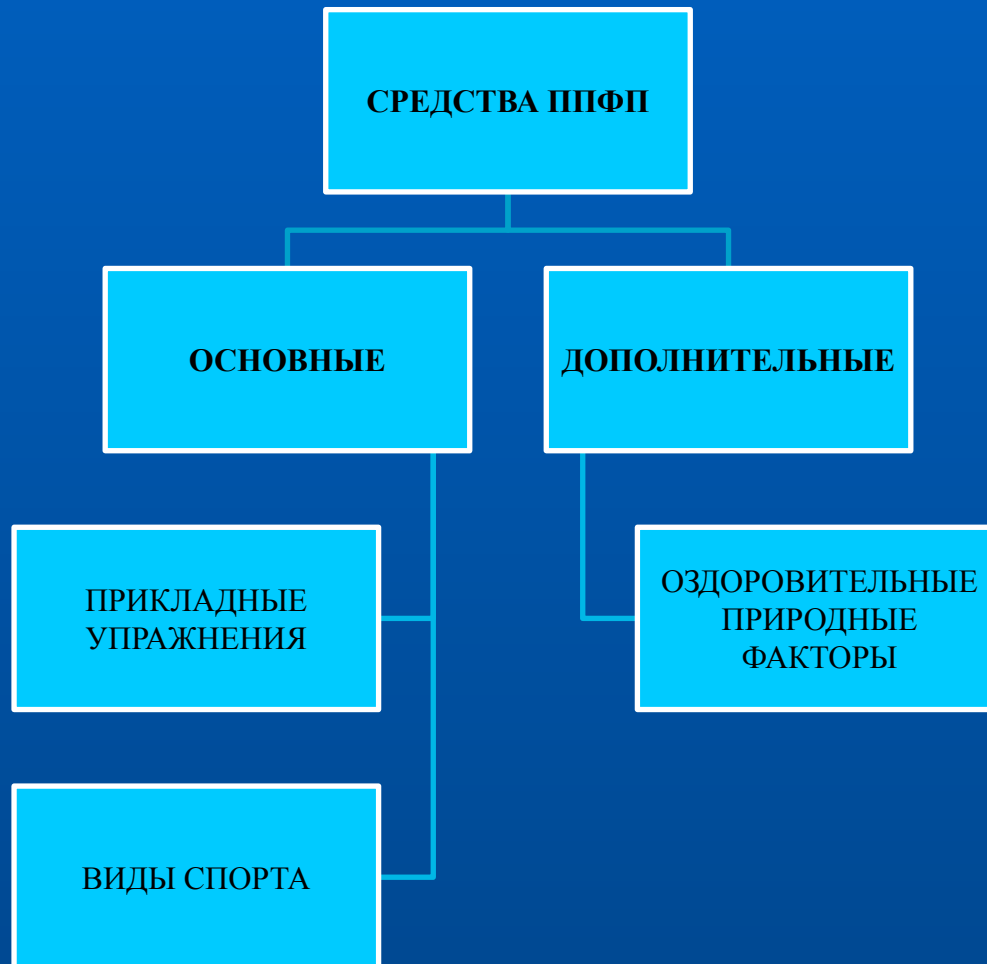 СРЕДСТВА ППФП
ОСНОВНЫЕ
ДОПОЛНИТЕЛЬНЫЕ
ПРИКЛАДНЫЕ
УПРАЖНЕНИЯ
ОЗДОРОВИТЕЛЬНЫЕ
ПРИРОДНЫЕ
ФАКТОРЫ
ВИДЫ СПОРТА